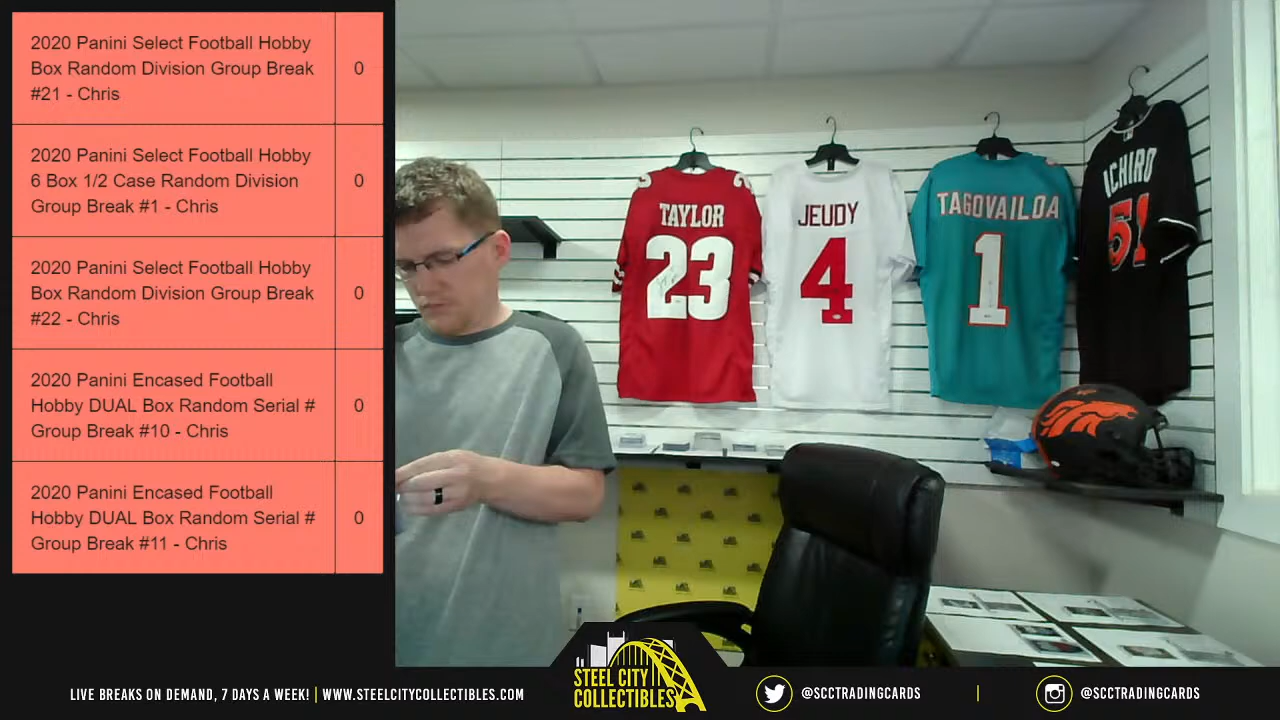 2020 Panini Select Football Hobby
Box Random Division Group Break
#21 - Chris
0
2020 Panini Select Football Hobby
6 Box 1/2 Case Random Division
Group Break #1 - Chris
0
2020 Panini Select Football Hobby
Box Random Division Group Break
#22 - Chris
0
2020 Panini Encased Football
Hobby DUAL Box Random Serial #
Group Break #10 - Chris
0
2020 Panini Encased Football
Hobby DUAL Box Random Serial #
Group Break #11 - Chris
0
TAYLOR
23
JEUDY
4
TAGOVAILOA
1
ICHIRO
51
LIVE BREAKS ON DEMAND, 7 DAYS A WEEK! | WWW.STEELCITYCOLLECTIBLES.COM
STEEL CITY
COLLECTIBLES
@SCCTRADINGCARDS
|
@SCCTRADINGCARDS